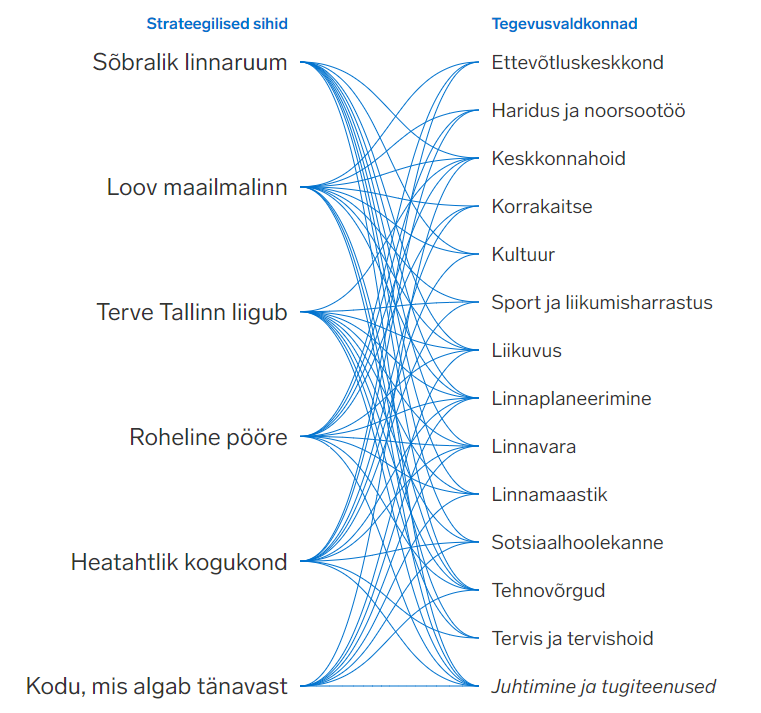 Strateegilised sihid
Sõbralik linnaruum
Loov maailmalinn
Terve Tallinn liigub
Roheline pööre
Heatahtlik kogukond
Kodu, mis algab tänavast
Tegevusvaldkonnad
Ettevõtluskeskkond
Haridus ja noorsootöö
Keskkonnahoid
Korrakaitse
Kultuur
Sport ja liikumisharrastus
Liikuvus
Linnaplaneerimine
Linnavara
Linnamaastik
Sotsiaalhoolekanne
Tehnovõrgud
Tervis ja tervishoid
Juhtimine ja tugiteenused